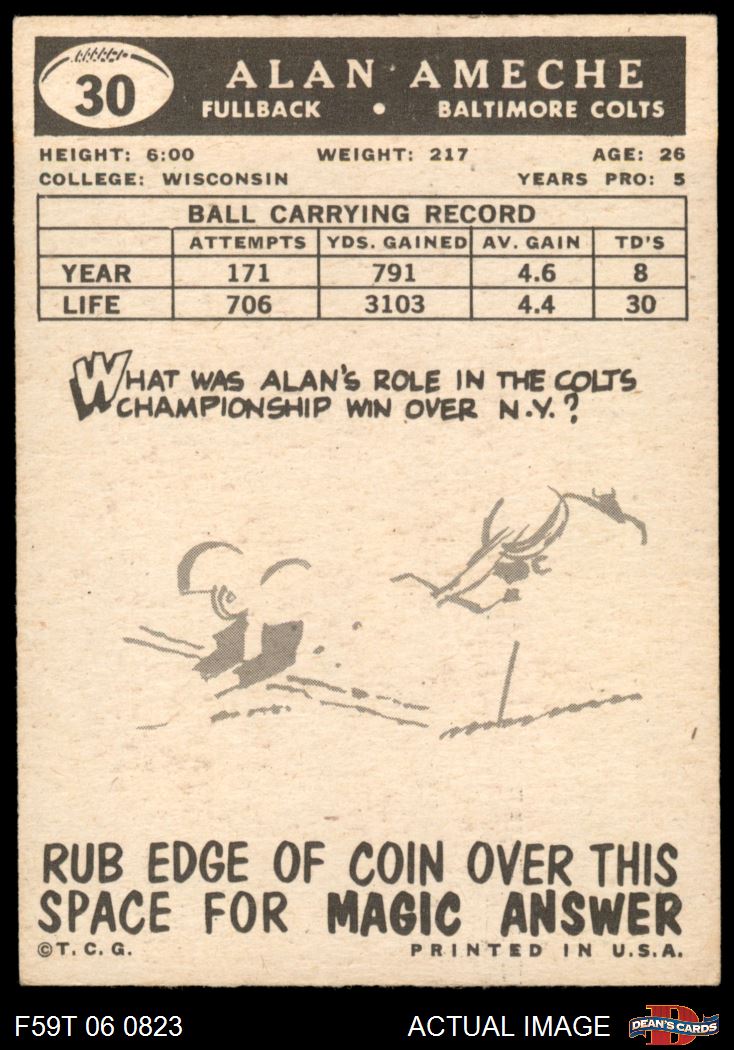 30
ALAN AMECHE
FULLBACK • BALTIMORE COLTS
HEIGHT: 6:00 WEIGHT: 217 AGE: 26
COLLEGE: WISCONSIN YEARS PRO: 5
BALL CARRYING RECORD
ATTEMPTS YDS. GAINED AV. GAIN TD'S
YEAR 171 791 4.6 8
LIFE 706 3103 4.4 30
WHAT WAS ALAN'S ROLE IN THE COLTS
CHAMPIONSHIP WIN OVER N.Y.?
RUB EDGE OF COIN OVER THIS
SPACE FOR MAGIC ANSWER
©T.C.G. PRINTED IN U.S.A.
F59T 06 0823 ACTUAL IMAGE D DEAN'S CARDS